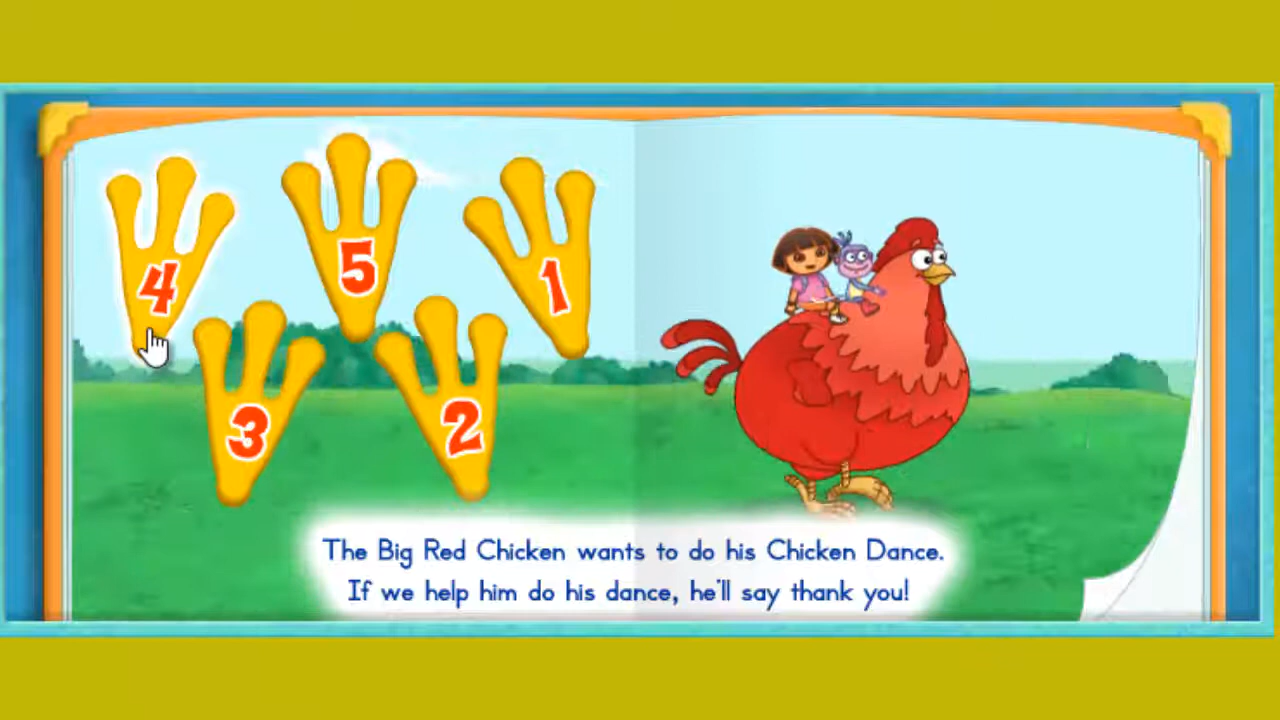 4
5
1
3
2
The Big Red Chicken wants to do his Chicken Dance.
If we help him do his dance, he'll say thank you!